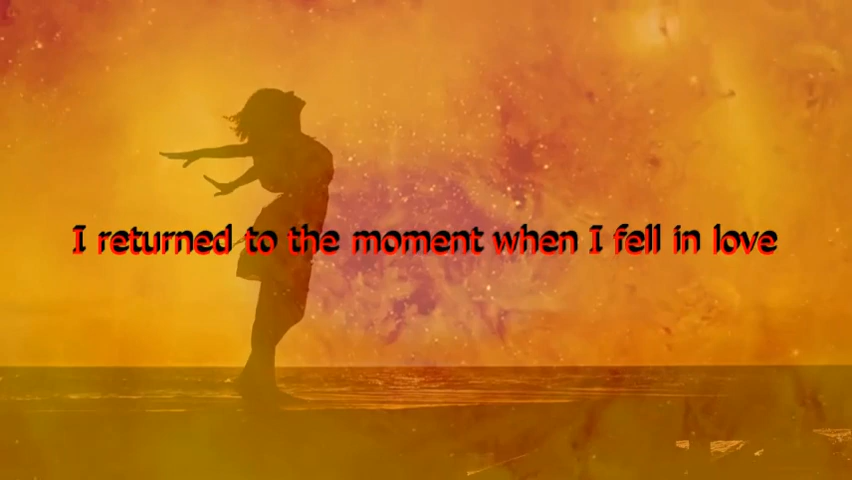 I returned to the moment when I fell in love